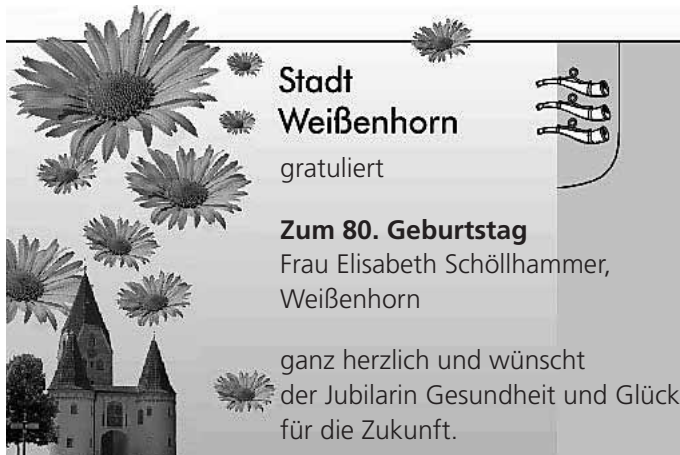 Stadt
Weißenhorn
gratuliert
Zum 80. Geburtstag
Frau Elisabeth Schöllhammer,
Weißenhorn
ganz herzlich und wünscht
der Jubilarin Gesundheit und Glück
für die Zukunft.